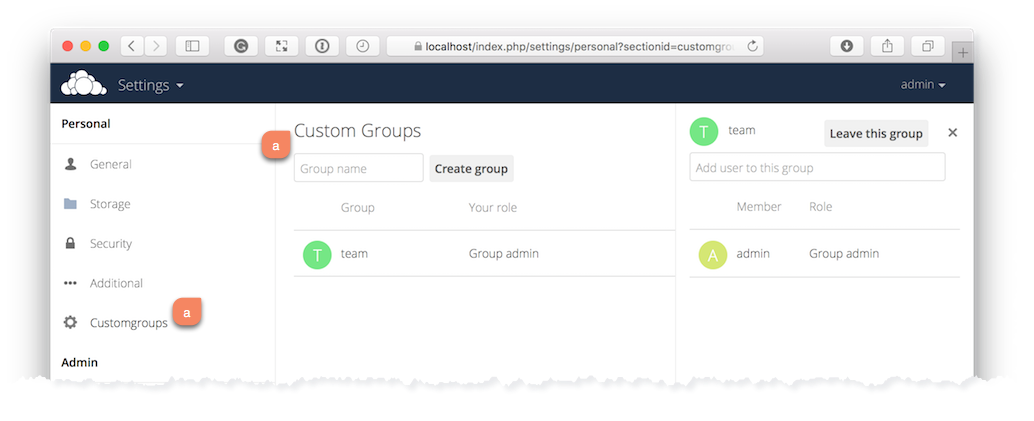 localhost/index.php/settings/personal?sectionid=customgro
Settings
admin
Personal
General
Storage
Security
Additional
Customgroups
a
Admin
a
Custom Groups
Group name
Create group
Group
Your role
T
team
Group admin
T
team
Leave this group
Add user to this group
Member
Role
A
admin
Group admin